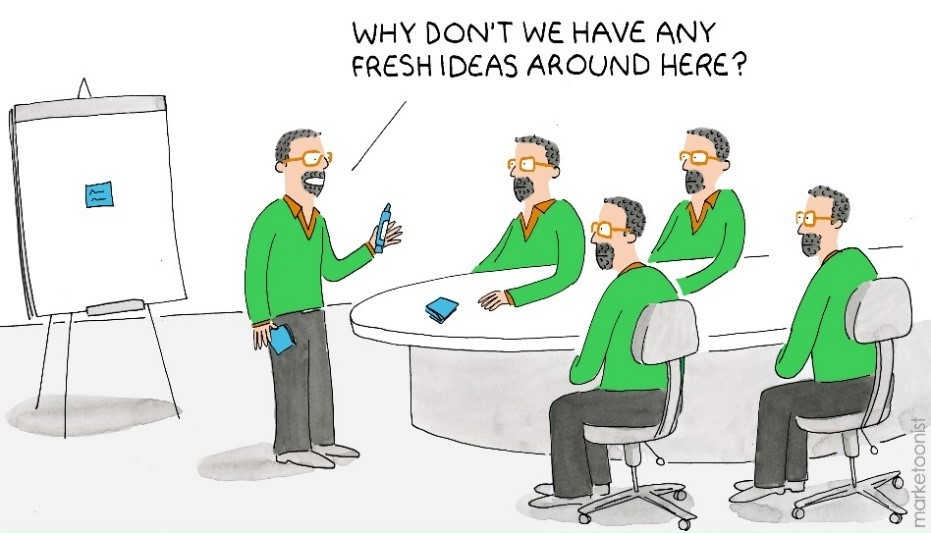 WHY DON'T WE HAVE ANY
FRESH IDEAS AROUND HERE?
marketoonist